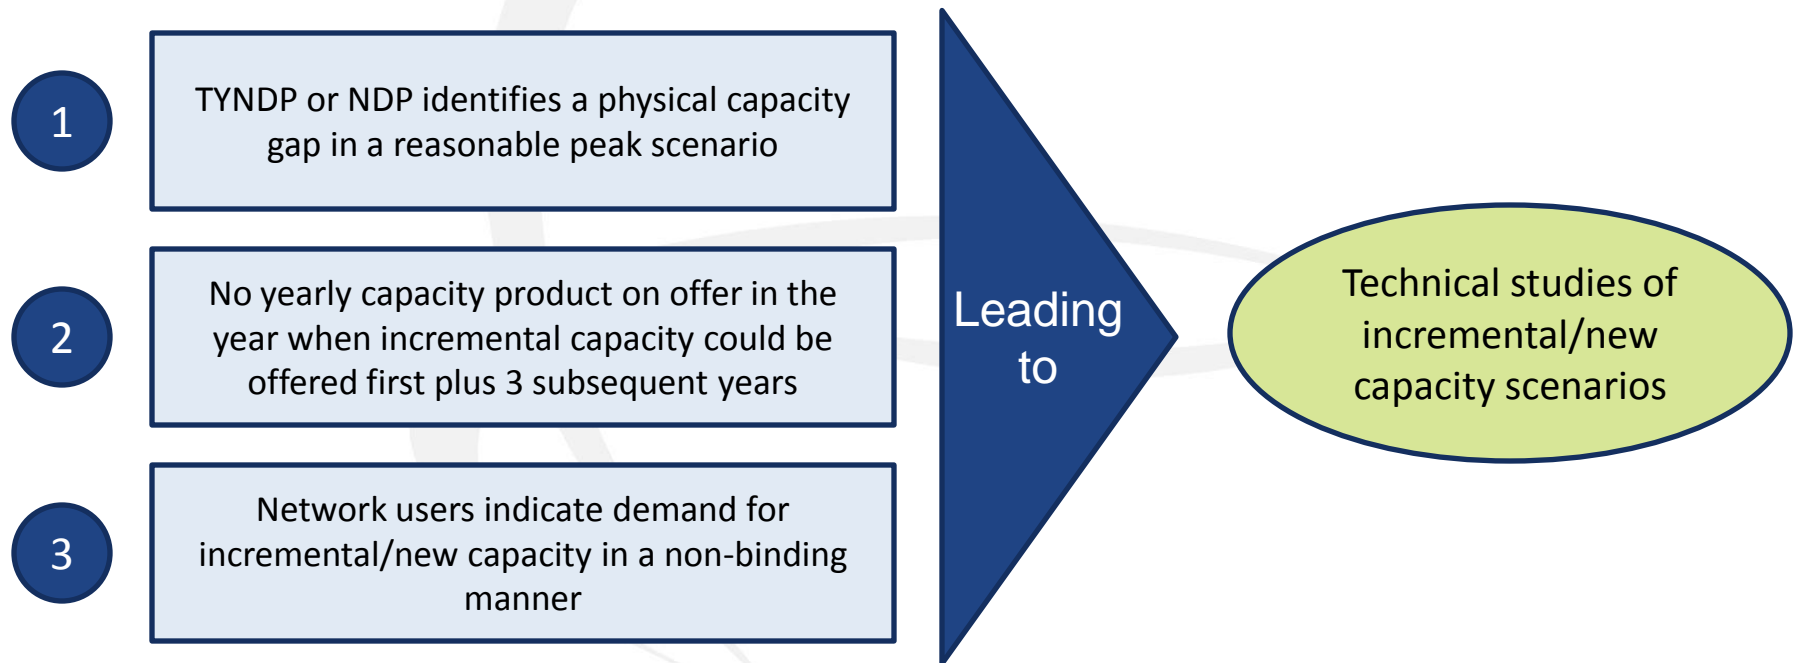 1
TYNDP or NDP identifies a physical capacity
gap in a reasonable peak scenario
2
No yearly capacity product on offer in the
year when incremental capacity could be
offered first plus 3 subsequent years
3
Network users indicate demand for
incremental/new capacity in a non-binding
manner
Leading
to
Technical studies of
incremental/new
capacity scenarios